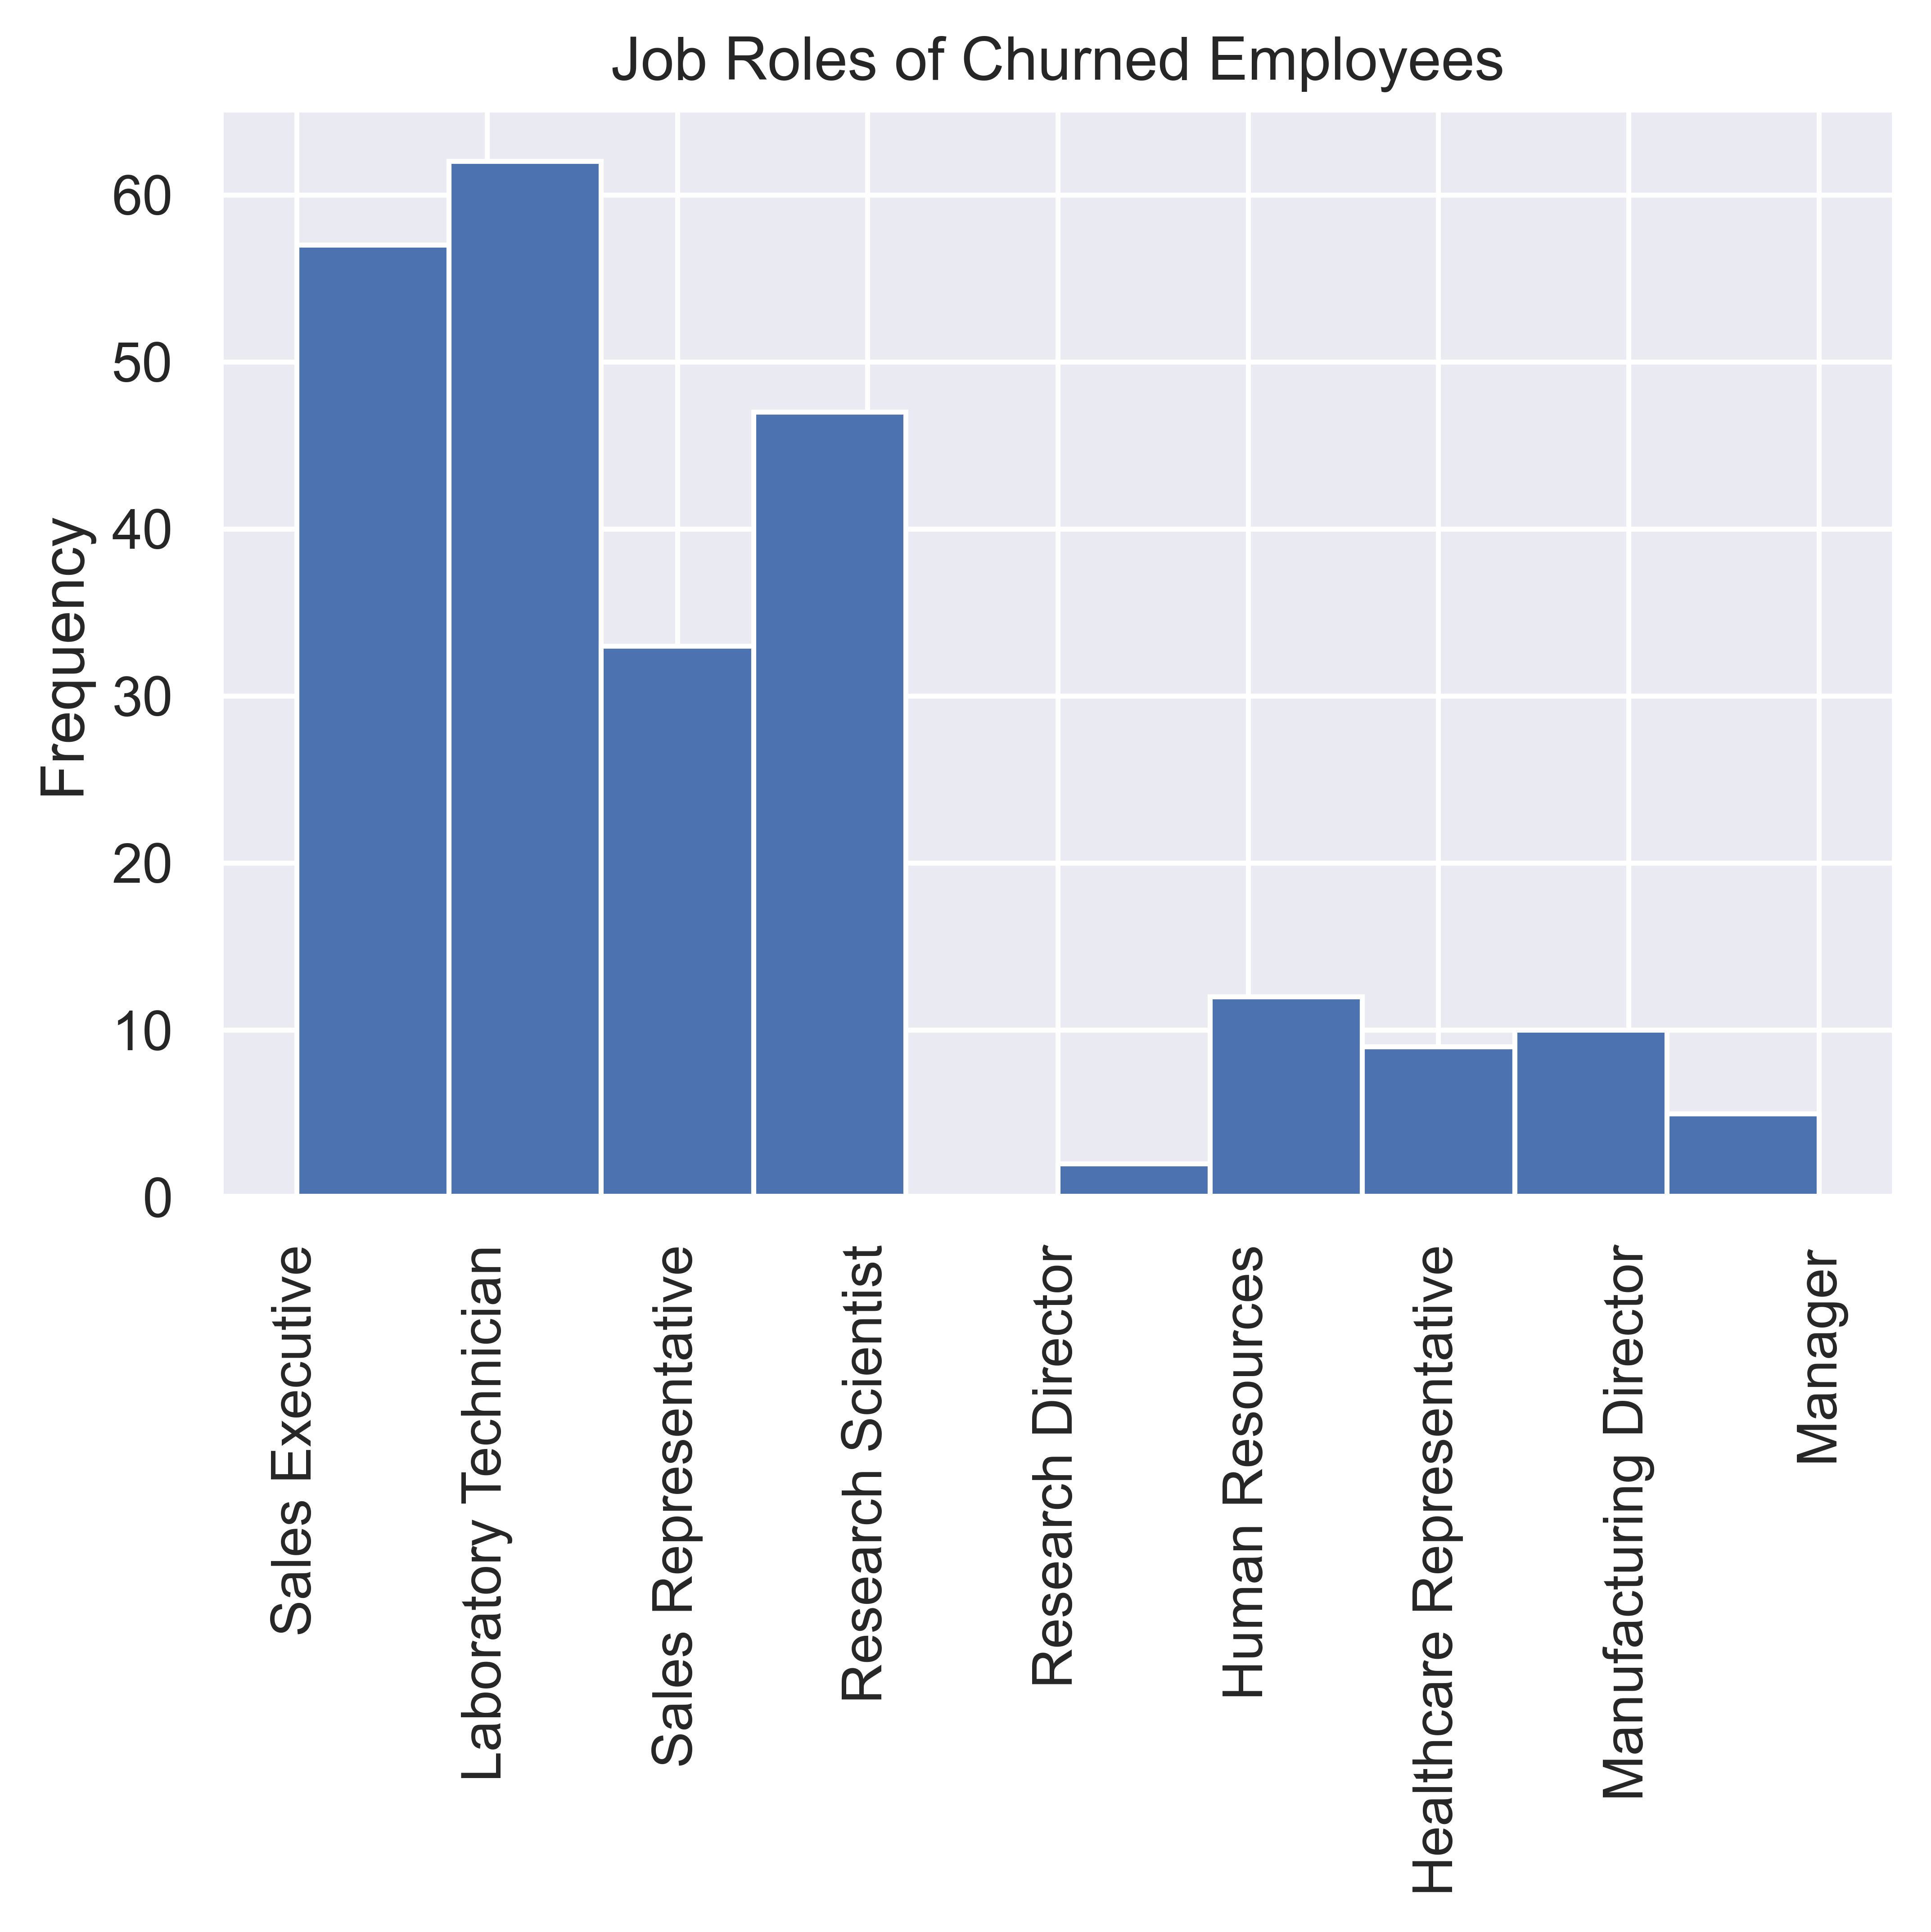 Job Roles of Churned Employees
Frequency
60
50
40
30
20
10
0
Sales Executive
Laboratory Technician
Sales Representative
Research Scientist
Research Director
Human Resources
Healthcare Representative
Manufacturing Director
Manager